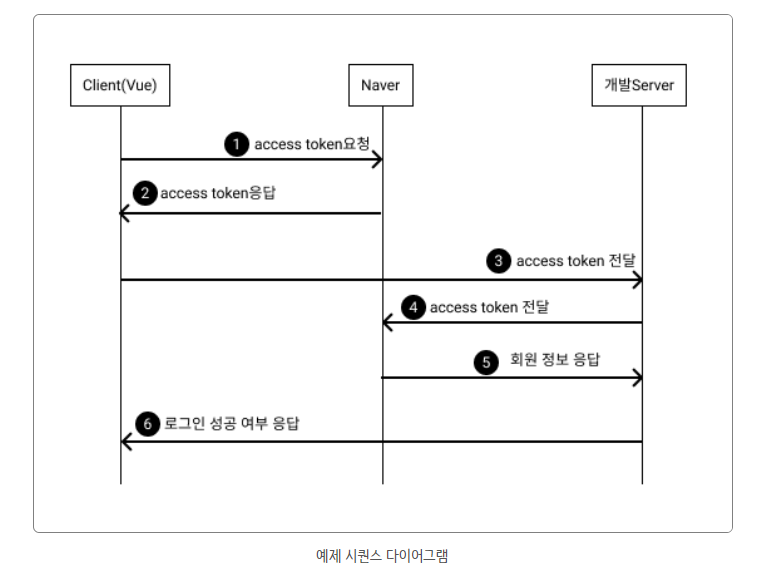 Client(Vue) Naver 개발Server
1 access token요청
2 access token응답
3 access token 전달
4 access token 전달
5 회원 정보 응답
6 로그인 성공 여부 응답
예제 시퀀스 다이어그램